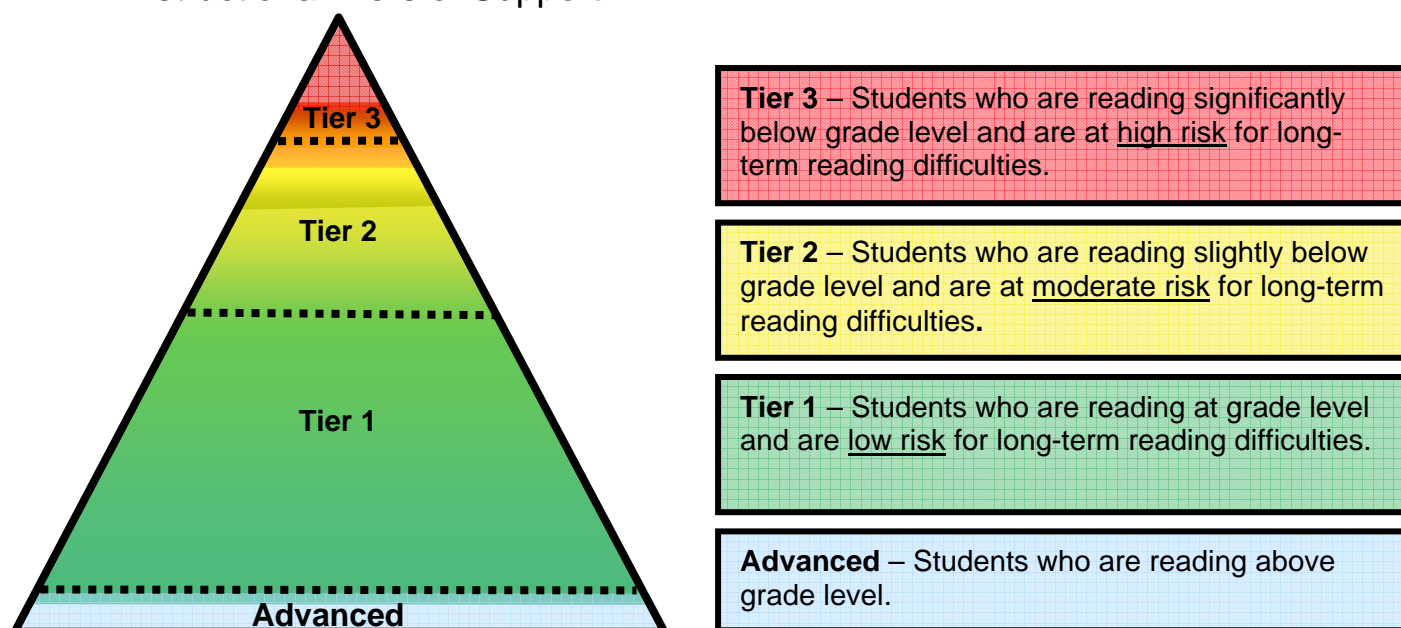 Tier 3
Tier 2
Tier 1
Advanced
Tier 3 – Students who are reading significantly
below grade level and are at high risk for long-
term reading difficulties.
Tier 2 – Students who are reading slightly below
grade level and are at moderate risk for long-term
reading difficulties.
Tier 1 – Students who are reading at grade level
and are low risk for long-term reading difficulties.
Advanced – Students who are reading above
grade level.